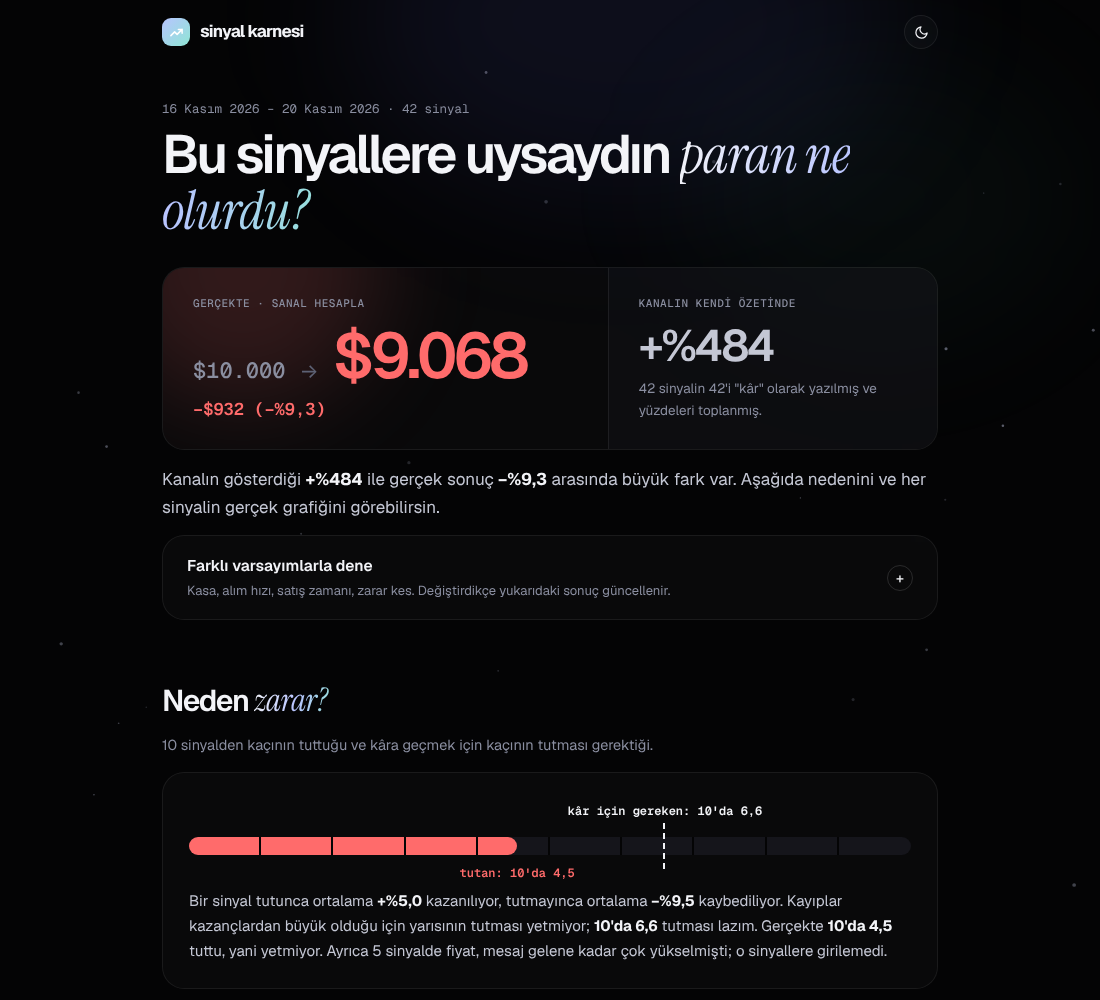 sinyal karnesi
16 Kasım 2026 – 20 Kasım 2026 · 42 sinyal
Bu sinyallere uysaydın paran ne
olurdu?
GERÇEKTE · SANAL HESAPLA
$10.000 → $9.068
−$932 (−%9,3)
KANALIN KENDİ ÖZETİNDE
+%484
42 sinyalin 42'i "kâr" olarak yazılmış ve
yüzdeleri toplanmış.
Kanalın gösterdiği +%484 ile gerçek sonuç −%9,3 arasında büyük fark var. Aşağıda nedenini ve her
sinyalin gerçek grafiğini görebilirsin.
Farklı varsayımlarla dene
Kasa, alım hızı, satış zamanı, zarar kes. Değiştirdikçe yukarıdaki sonuç güncellenir.
+
Neden zarar?
10 sinyalden kaçının tuttuğu ve kâra geçmek için kaçının tutması gerektiği.
kâr için gereken: 10'da 6,6
tutan: 10'da 4,5
Bir sinyal tutunca ortalama +%5,0 kazanılıyor, tutmayınca ortalama −%9,5 kaybediliyor. Kayıplar
kazançlardan büyük olduğu için yarısının tutması yetmiyor; 10'da 6,6 tutması lazım. Gerçekte 10'da 4,5
tuttu, yani yetmiyor. Ayrıca 5 sinyalde fiyat, mesaj gelene kadar çok yükselmişti; o sinyallere girilemedi.